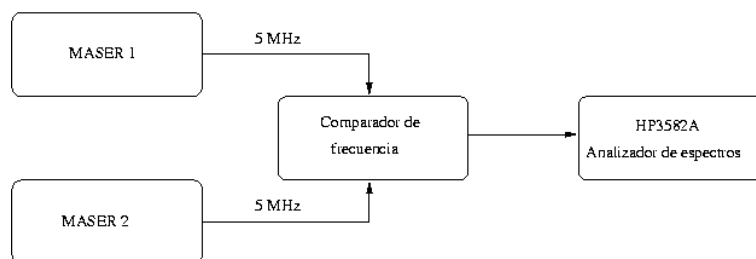 MASER 1
5 MHz
Comparador de
frecuencia
HP3582A
Analizador de espectros
MASER 2
5 MHz